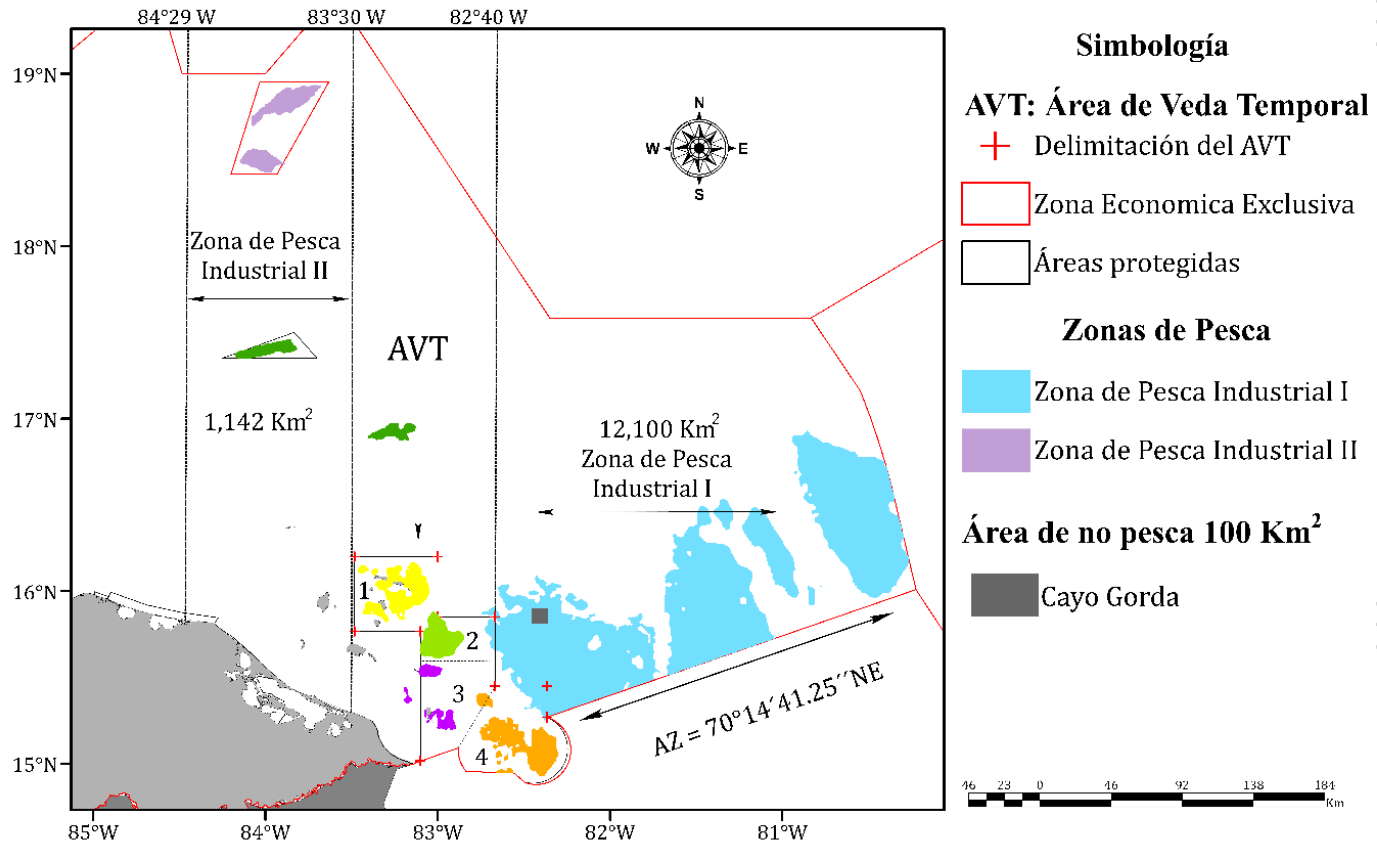 84°29 W 83°30 W 82°40 W
19°N
18°N
17°N
16°N
15°N
85°W 84°W 83°W 82°W 81°W
N
W E
S
Zona de Pesca
Industrial II
AVT
1,142 Km²
12,100 Km²
Zona de Pesca
Industrial I
1
2
3
4
AZ = 70°14´41.25´´NE
Simbología
AVT: Área de Veda Temporal
Delimitación del AVT
Zona Economica Exclusiva
Áreas protegidas
Zonas de Pesca
Zona de Pesca Industrial I
Zona de Pesca Industrial II
Área de no pesca 100 Km²
Cayo Gorda
46 23 0 46 92 138 184
Km